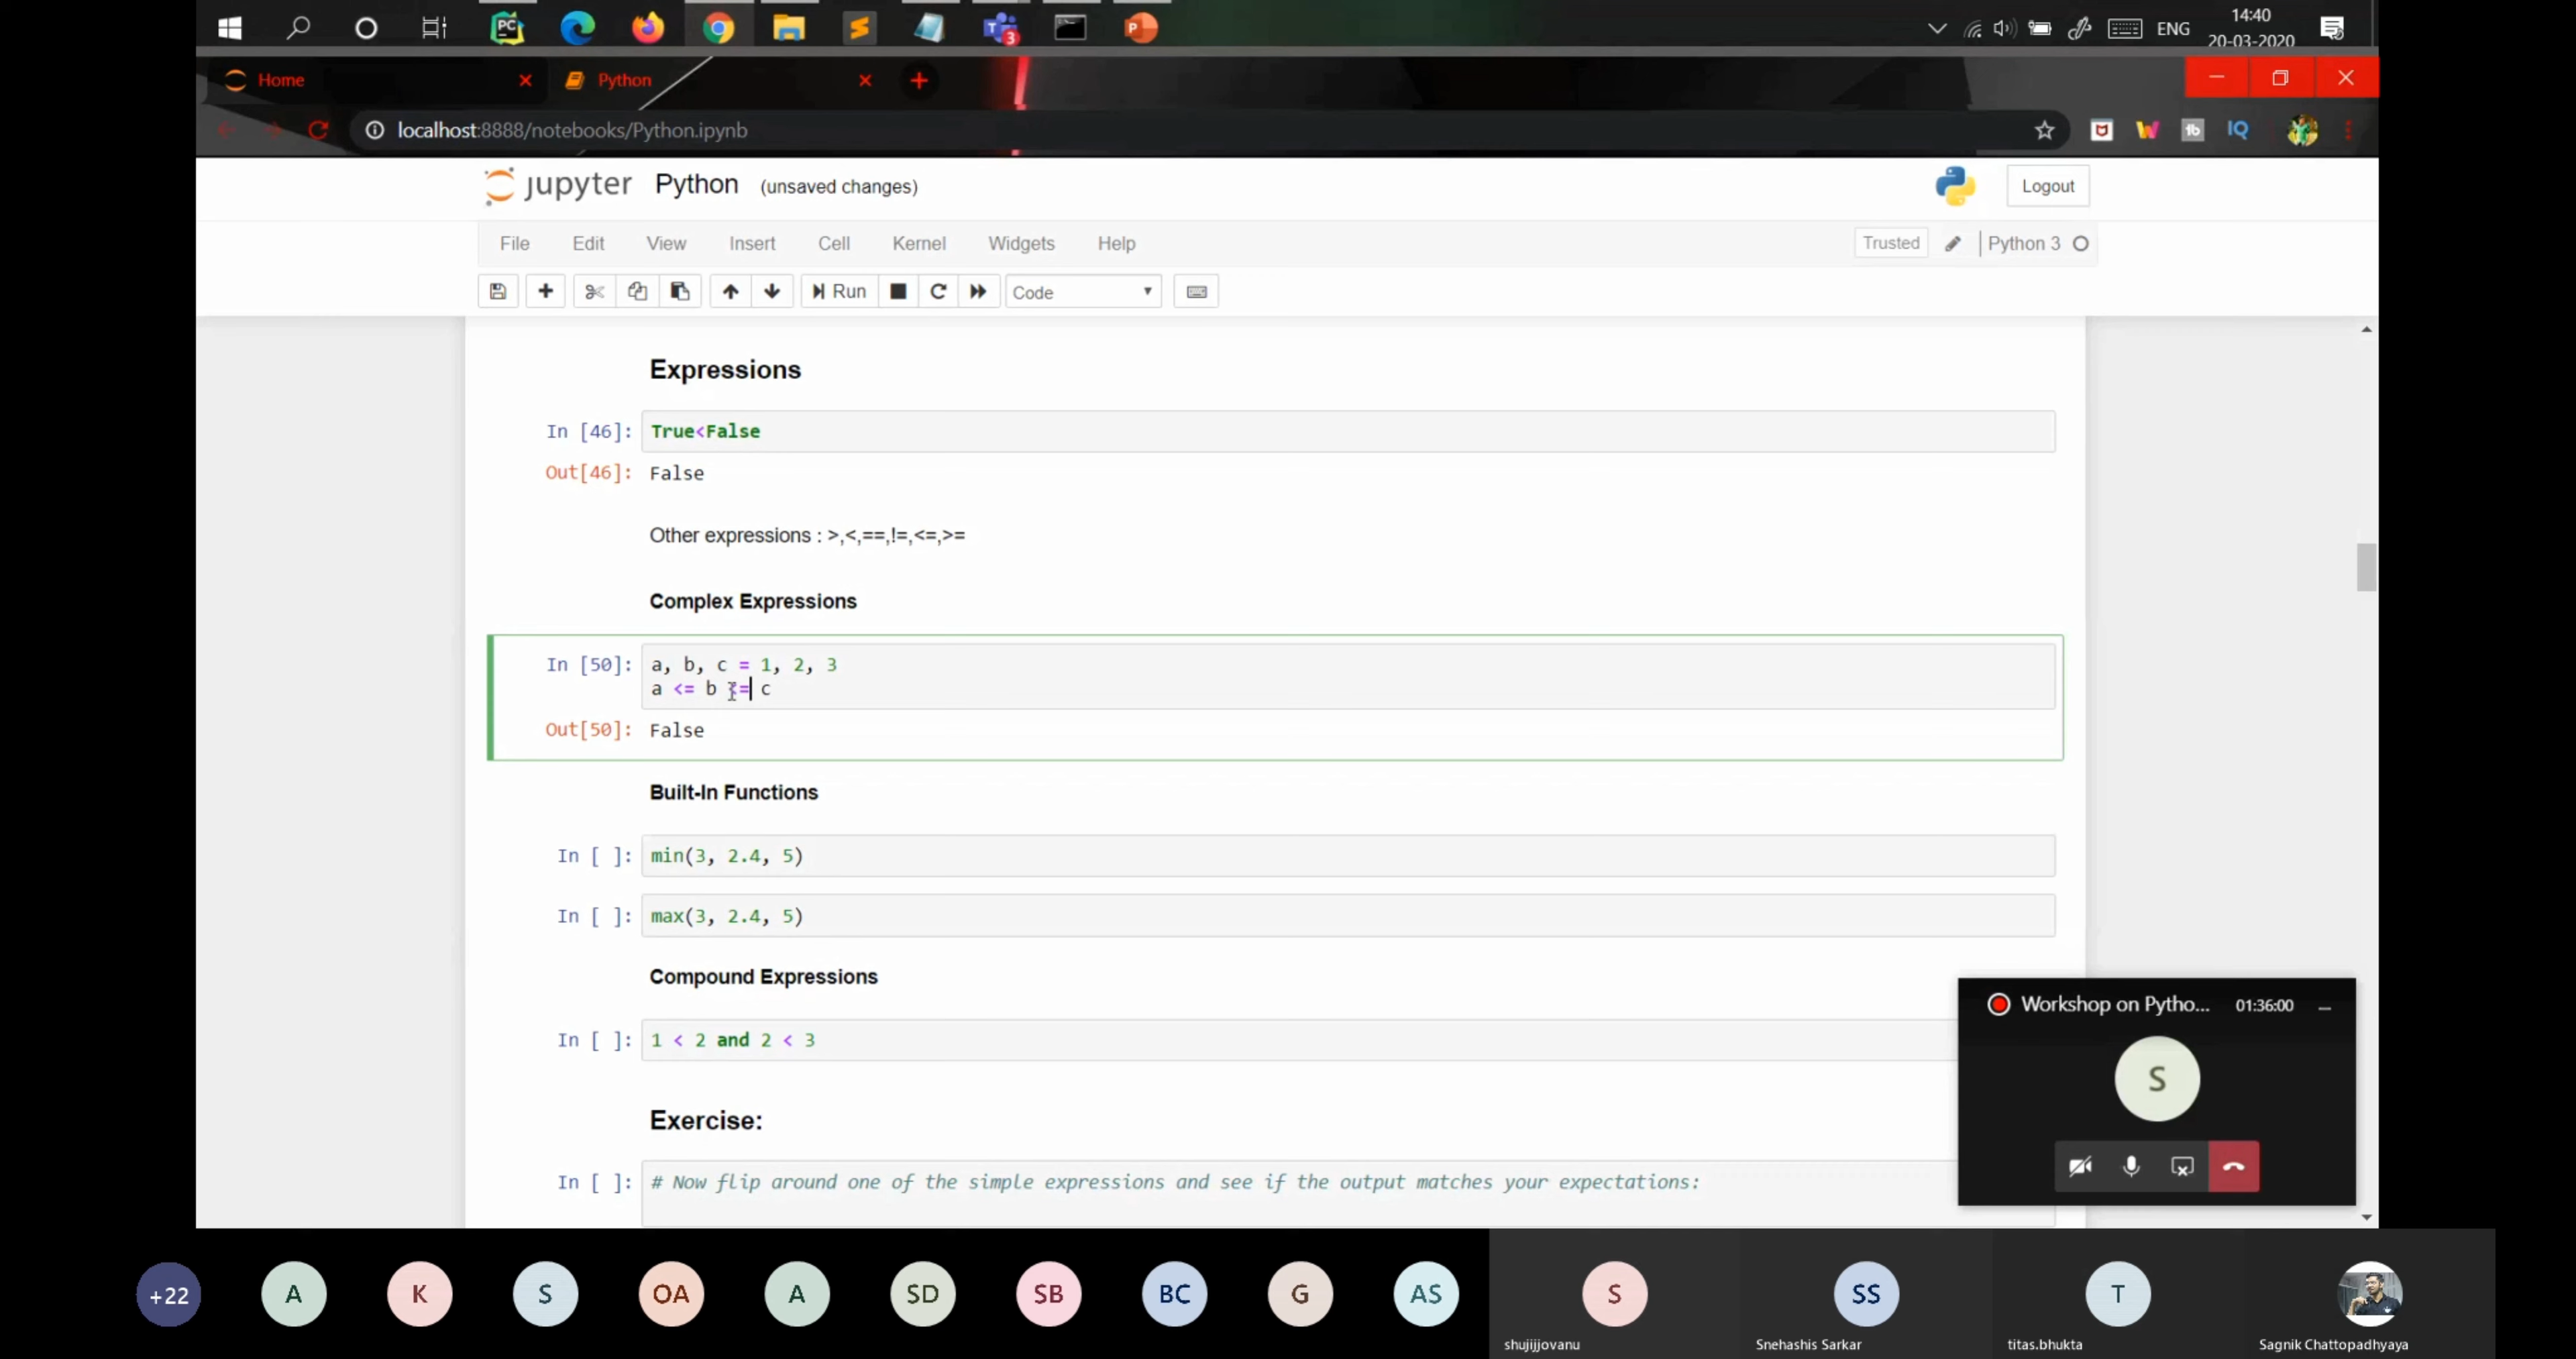 PC
T
3
P
ENG
14:40
20-03-2020
Home
Python
localhost:8888/notebooks/Python.ipynb
W
tb
IQ
jupyter Python (unsaved changes)
Logout
File Edit View Insert Cell Kernel Widgets Help
Trusted
Python 3
Run
Code
Expressions
In [46]: True<False
Out[46]: False
Other expressions : >,<,==,!=,<=,>=
Complex Expressions
In [50]: a, b, c = 1, 2, 3
a <= b <= c
Out[50]: False
Built-In Functions
In [ ]: min(3, 2.4, 5)
In [ ]: max(3, 2.4, 5)
Compound Expressions
In [ ]: 1 < 2 and 2 < 3
Workshop on Pytho... 01:36:00
S
Exercise:
In [ ]: # Now flip around one of the simple expressions and see if the output matches your expectations:
+22 A K S OA A SD SB BC G AS S SS T
shujijjovanu Snehashis Sarkar titas.bhukta Sagnik Chattopadhyaya